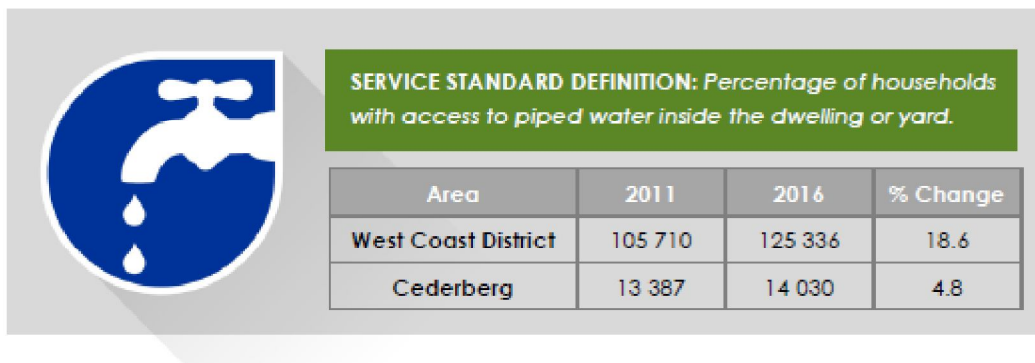 SERVICE STANDARD DEFINITION: Percentage of households
with access to piped water inside the dwelling or yard.
Area 2011 2016 % Change
West Coast District 105 710 125 336 18.6
Cederberg 13 387 14 030 4.8